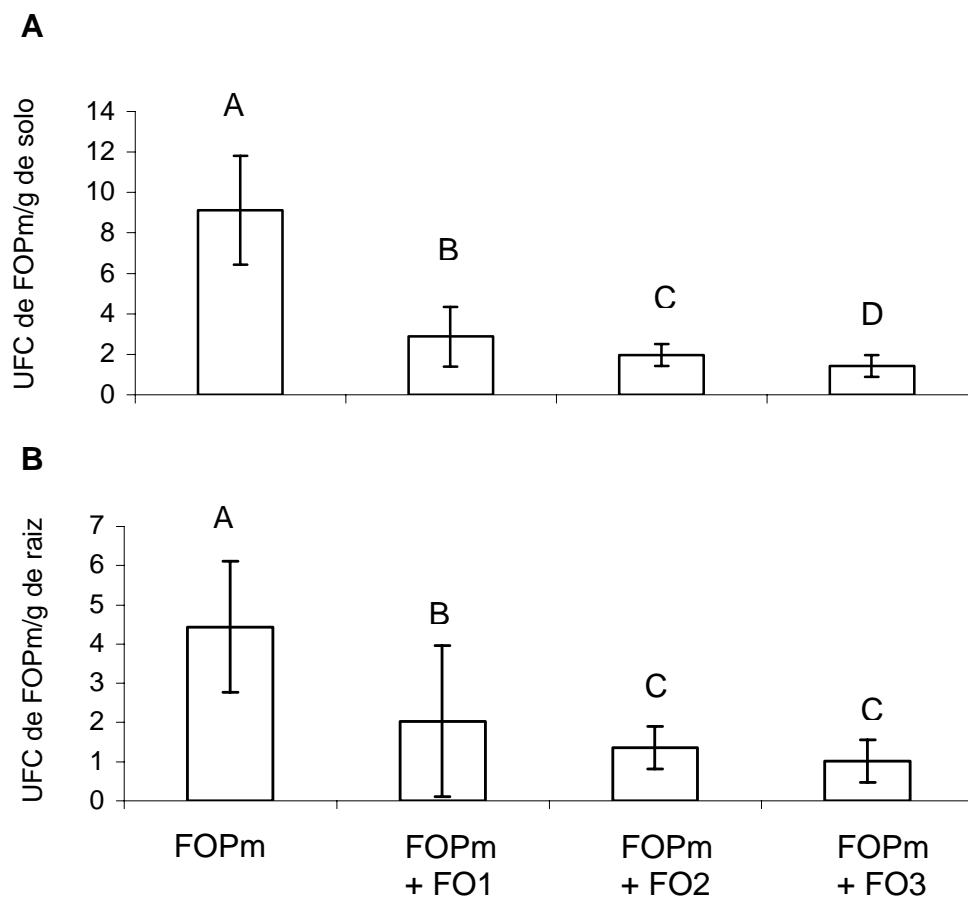 A
UFC de FOPm/g de solo
14
12
10
8
6
4
2
0
A
B
C
D
B
UFC de FOPm/g de raiz
7
6
5
4
3
2
1
0
A
B
C
C
FOPm
FOPm
+ FO1
FOPm
+ FO2
FOPm
+ FO3